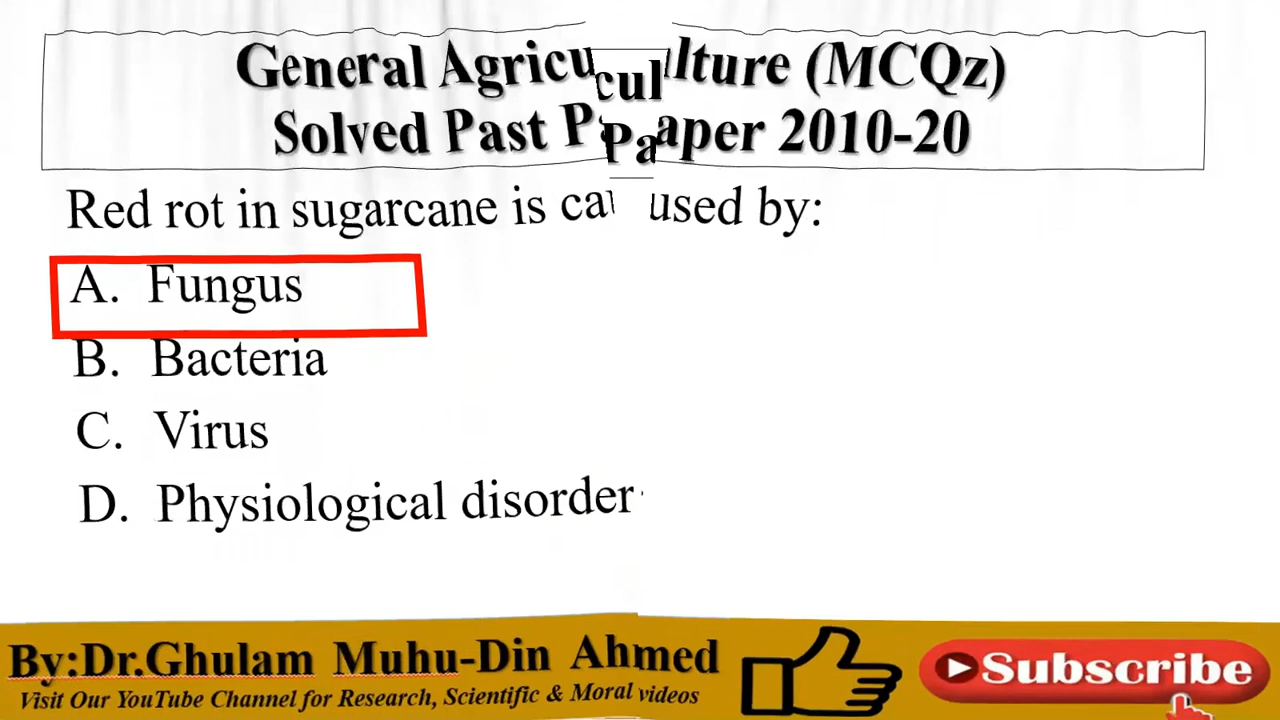 General Agriculture (MCQz)
Solved Past Paper 2010-20
Red rot in sugarcane is caused by:
A. Fungus
B. Bacteria
C. Virus
D. Physiological disorder
By:Dr.Ghulam Muhu-Din Ahmed
Visit Our YouTube Channel for Research, Scientific & Moral videos
Subscribe